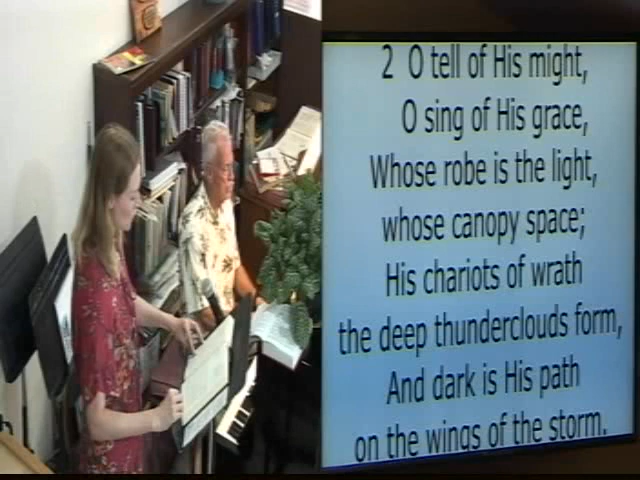 2 O tell of His might,
O sing of His grace,
Whose robe is the light,
whose canopy space;
His chariots of wrath
the deep thunderclouds form,
And dark is His path
on the wings of the storm.